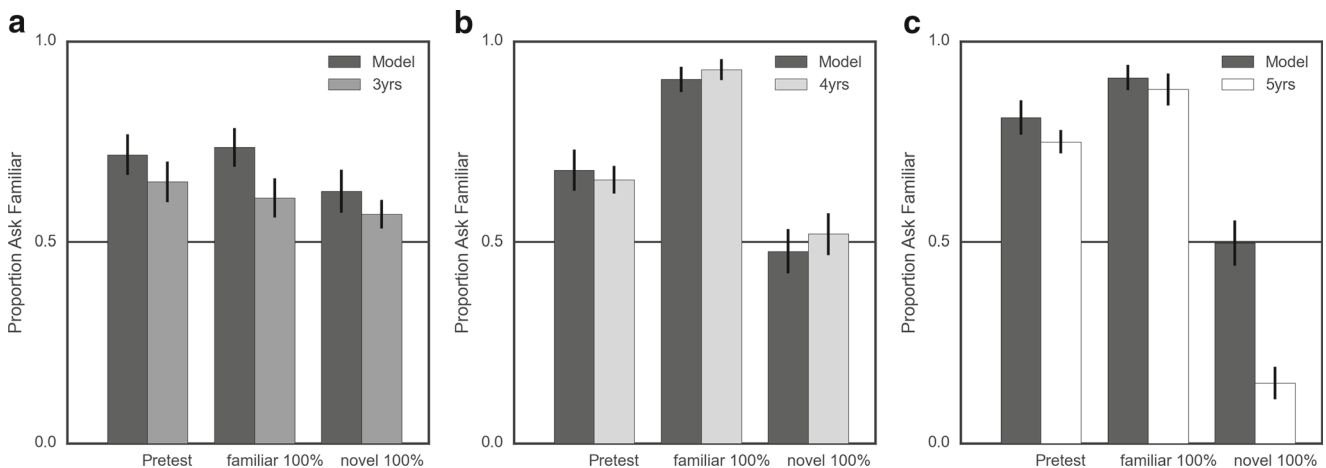 a
1.0
0.5
0.0
Proportion Ask Familiar
Model
3yrs
Pretest familiar 100% novel 100%
b
1.0
0.5
0.0
Proportion Ask Familiar
Model
4yrs
Pretest familiar 100% novel 100%
c
1.0
0.5
0.0
Proportion Ask Familiar
Model
5yrs
Pretest familiar 100% novel 100%